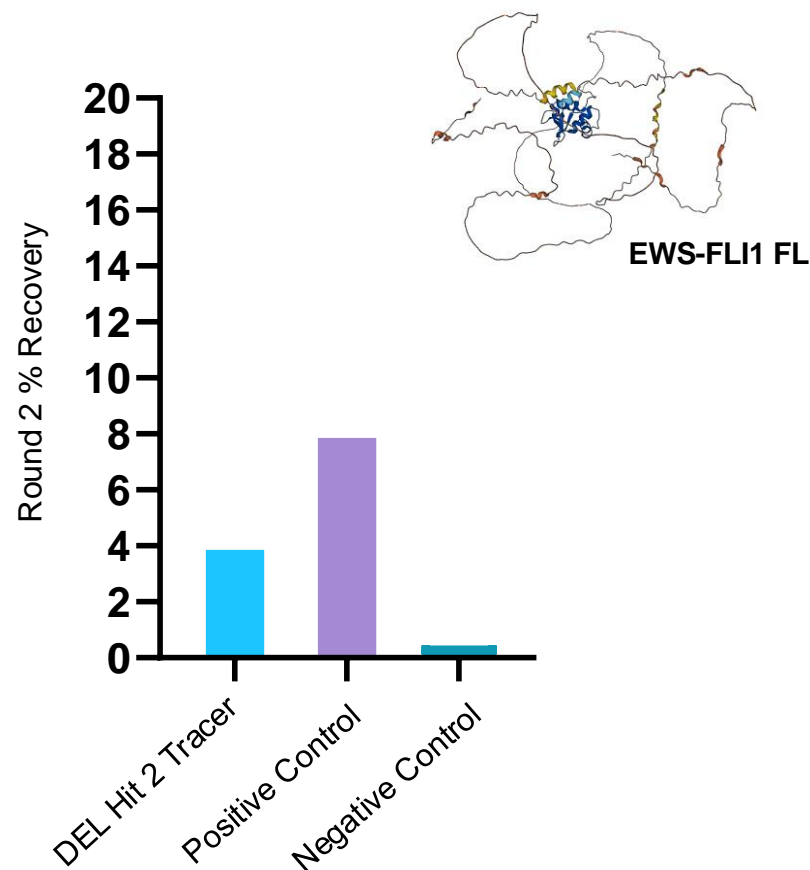 EWS-FLI1 FL
Round 2 % Recovery
20
18
16
14
12
10
8
6
4
2
0
DEL Hit 2 Tracer
Positive Control
Negative Control